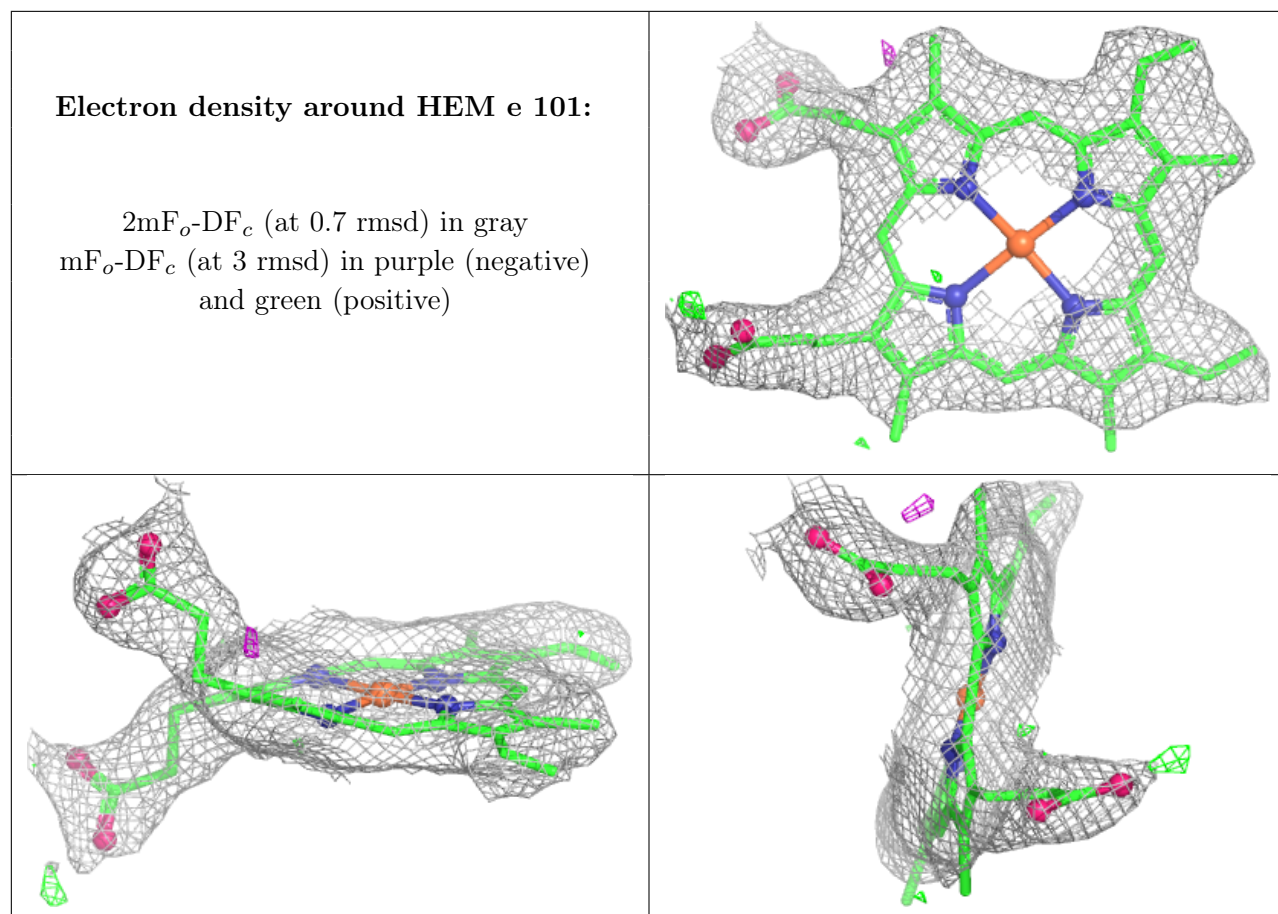 Electron density around HEM e 101:
2mFo-DFc (at 0.7 rmsd) in gray
mFo-DFc (at 3 rmsd) in purple (negative)
and green (positive)